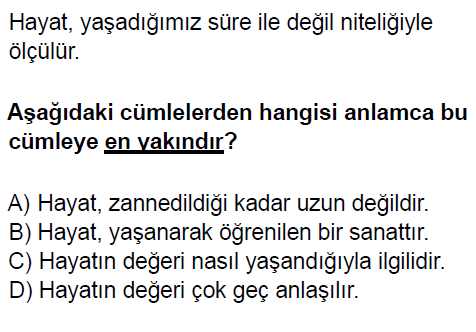 Hayat, yaşadığımız süre ile değil niteliğiyle
ölçülür.
Aşağıdaki cümlelerden hangisi anlamca bu
cümleye en yakındır?
A) Hayat, zannedildiği kadar uzun değildir.
B) Hayat, yaşanarak öğrenilen bir sanattır.
C) Hayatın değeri nasıl yaşandığıyla ilgilidir.
D) Hayatın değeri çok geç anlaşılır.